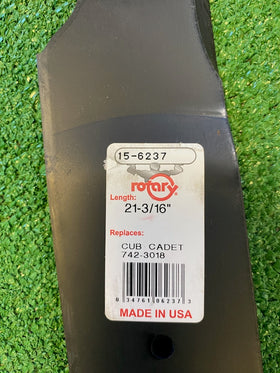 15-6237
rotary
Length:
21-3/16"
Replaces:
CUB CADET
742-3018
0 34761 06237 3
MADE IN USA